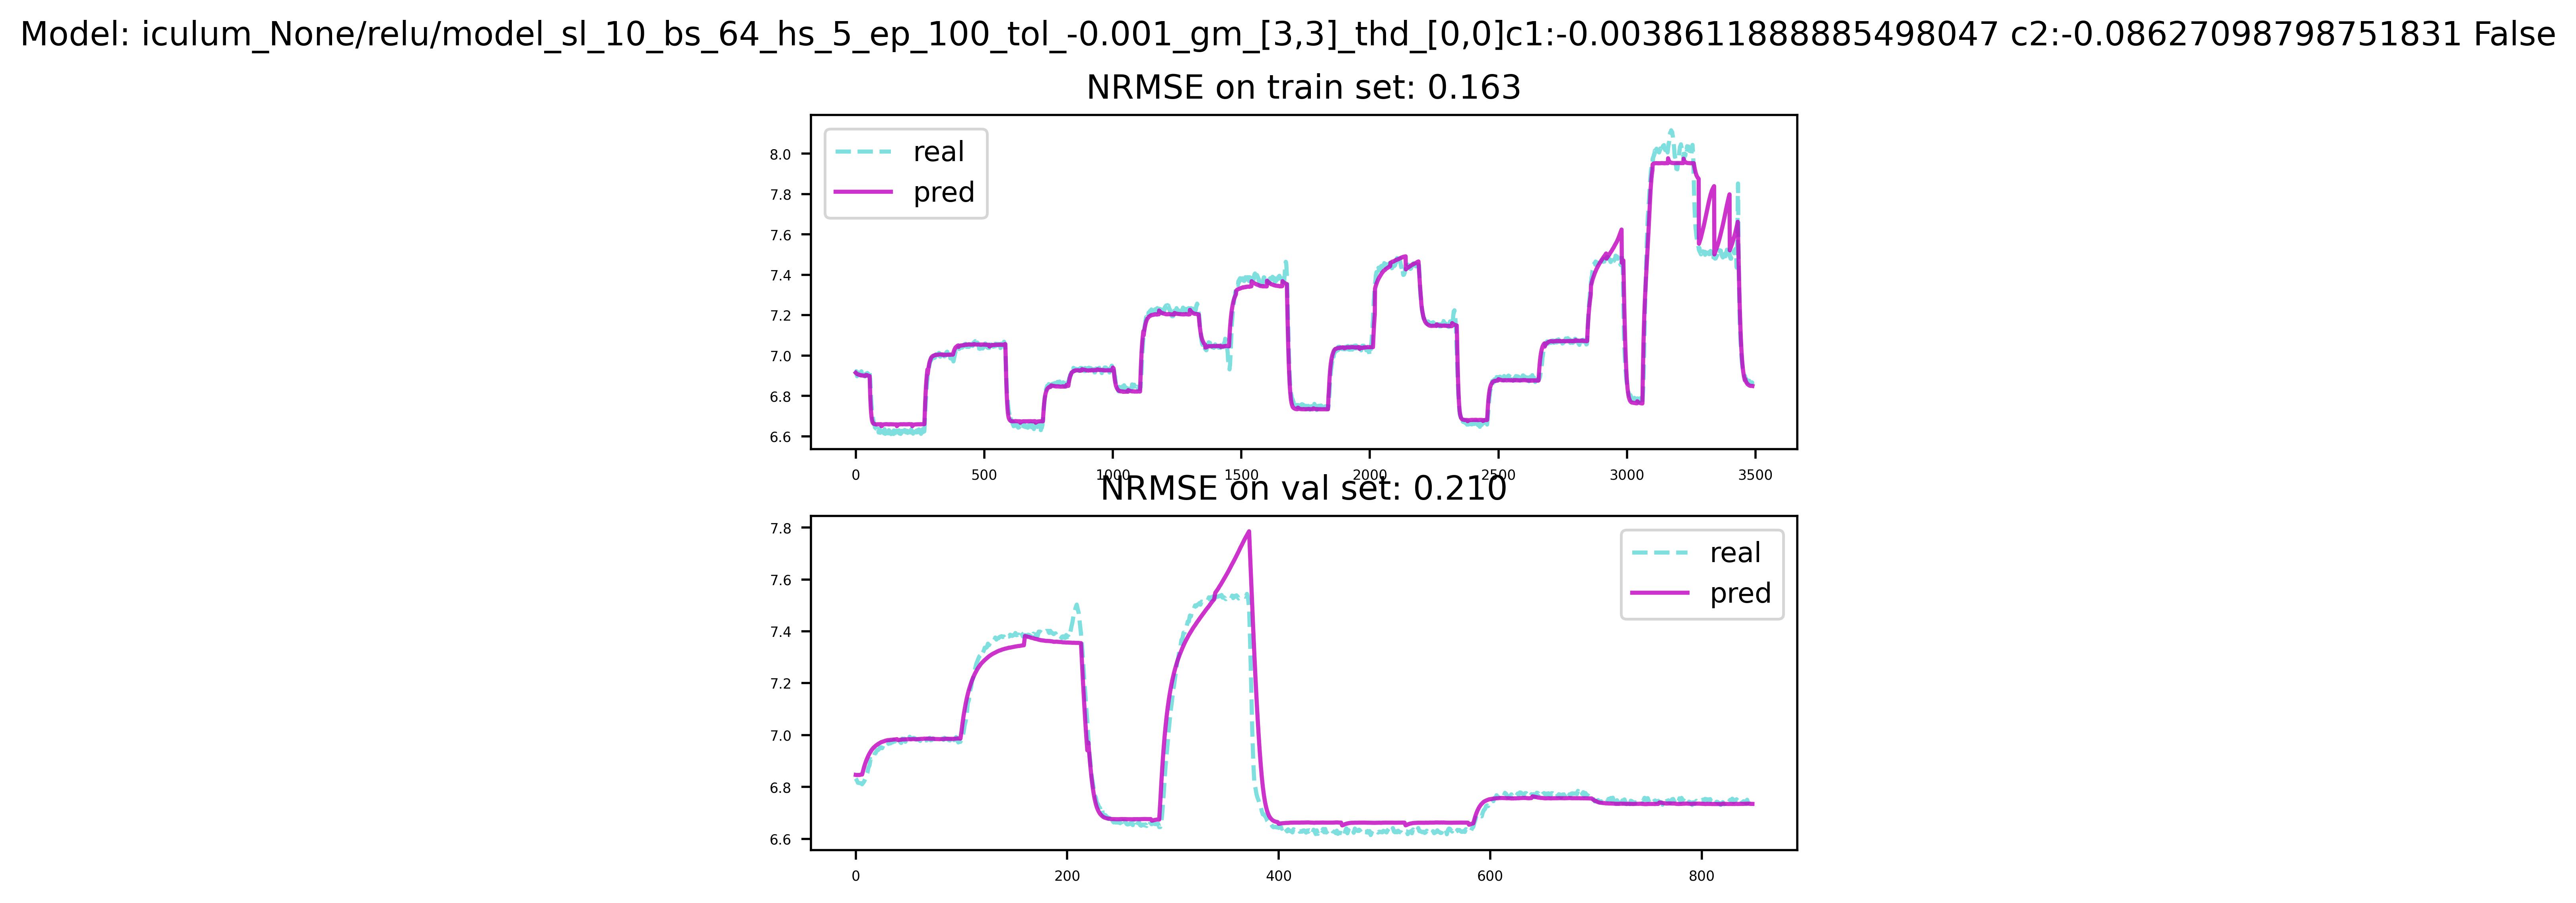 Model: iculum_None/relu/model_sl_10_bs_64_hs_5_ep_100_tol_-0.001_gm_[3,3]_thd_[0,0]c1:-0.0038611888885498047 c2:-0.08627098798751831 False
NRMSE on train set: 0.163
real
pred
8.0
7.8
7.6
7.4
7.2
7.0
6.8
6.6
0 500 1000 1500 2000 2500 3000 3500
NRMSE on val set: 0.210
real
pred
7.8
7.6
7.4
7.2
7.0
6.8
6.6
0 200 400 600 800